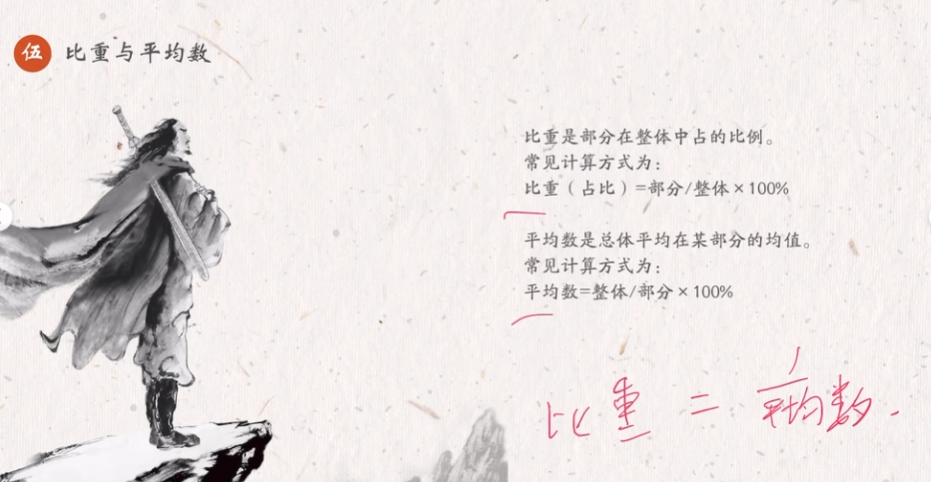 伍 比重与平均数
比重是部分在整体中占的比例。
常见计算方式为：
比重（占比）=部分/整体×100%
平均数是总体平均在某部分的均值。
常见计算方式为：
平均数=整体/部分×100%
比重 = 1/平均数.